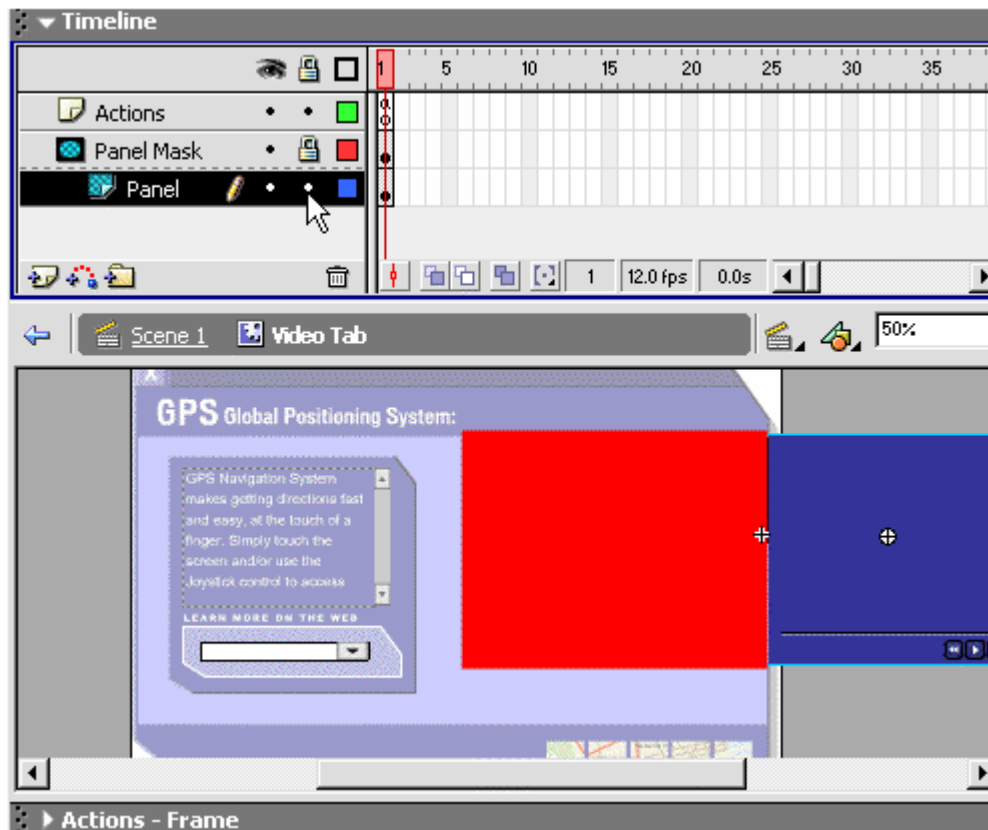 Timeline
1 5 10 15 20 25 30 35
Actions
a
Panel Mask
Panel
1 12.0 fps 0.0s
Scene 1 Video Tab 50%
X
GPS Global Positioning System:
GPS Navigation System
makes getting directions fast
and easy, at the touch of a
finger. Simply touch the
screen and/or use the
Joystick control to access
LEARN MORE ON THE WEB
Actions - Frame